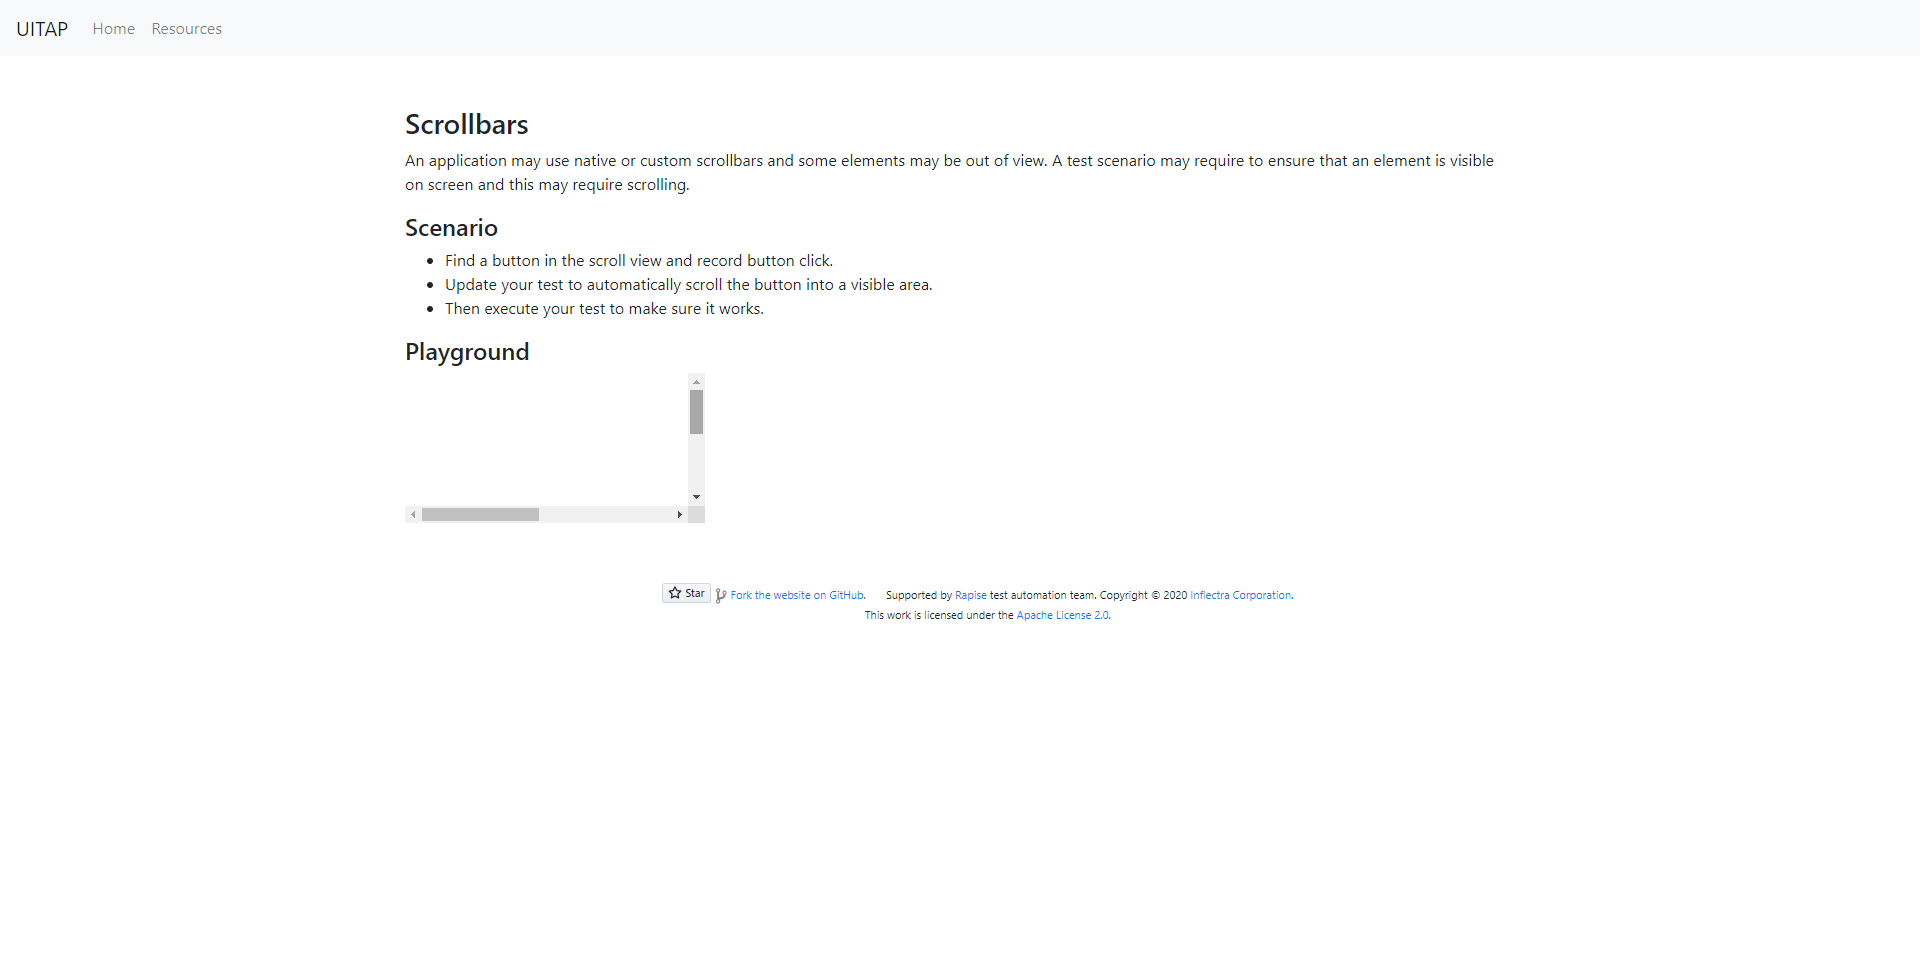 UITAP Home Resources
Scrollbars
An application may use native or custom scrollbars and some elements may be out of view. A test scenario may require to ensure that an element is visible
on screen and this may require scrolling.
Scenario
Find a button in the scroll view and record button click.
Update your test to automatically scroll the button into a visible area.
Then execute your test to make sure it works.
Playground
Star Fork the website on GitHub. Supported by Rapise test automation team. Copyright © 2020 Inflectra Corporation.
This work is licensed under the Apache License 2.0.